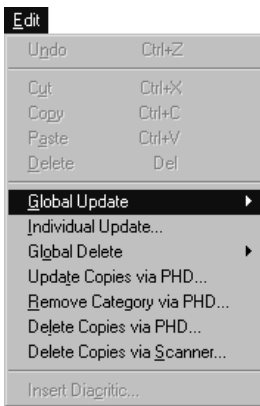 Edit
Undo Ctrl+Z
Cut Ctrl+X
Copy Ctrl+C
Paste Ctrl+V
Delete Del
Global Update
Individual Update...
Global Delete
Update Copies via PHD...
Remove Category via PHD...
Delete Copies via PHD...
Delete Copies via Scanner...
Insert Diacritic...